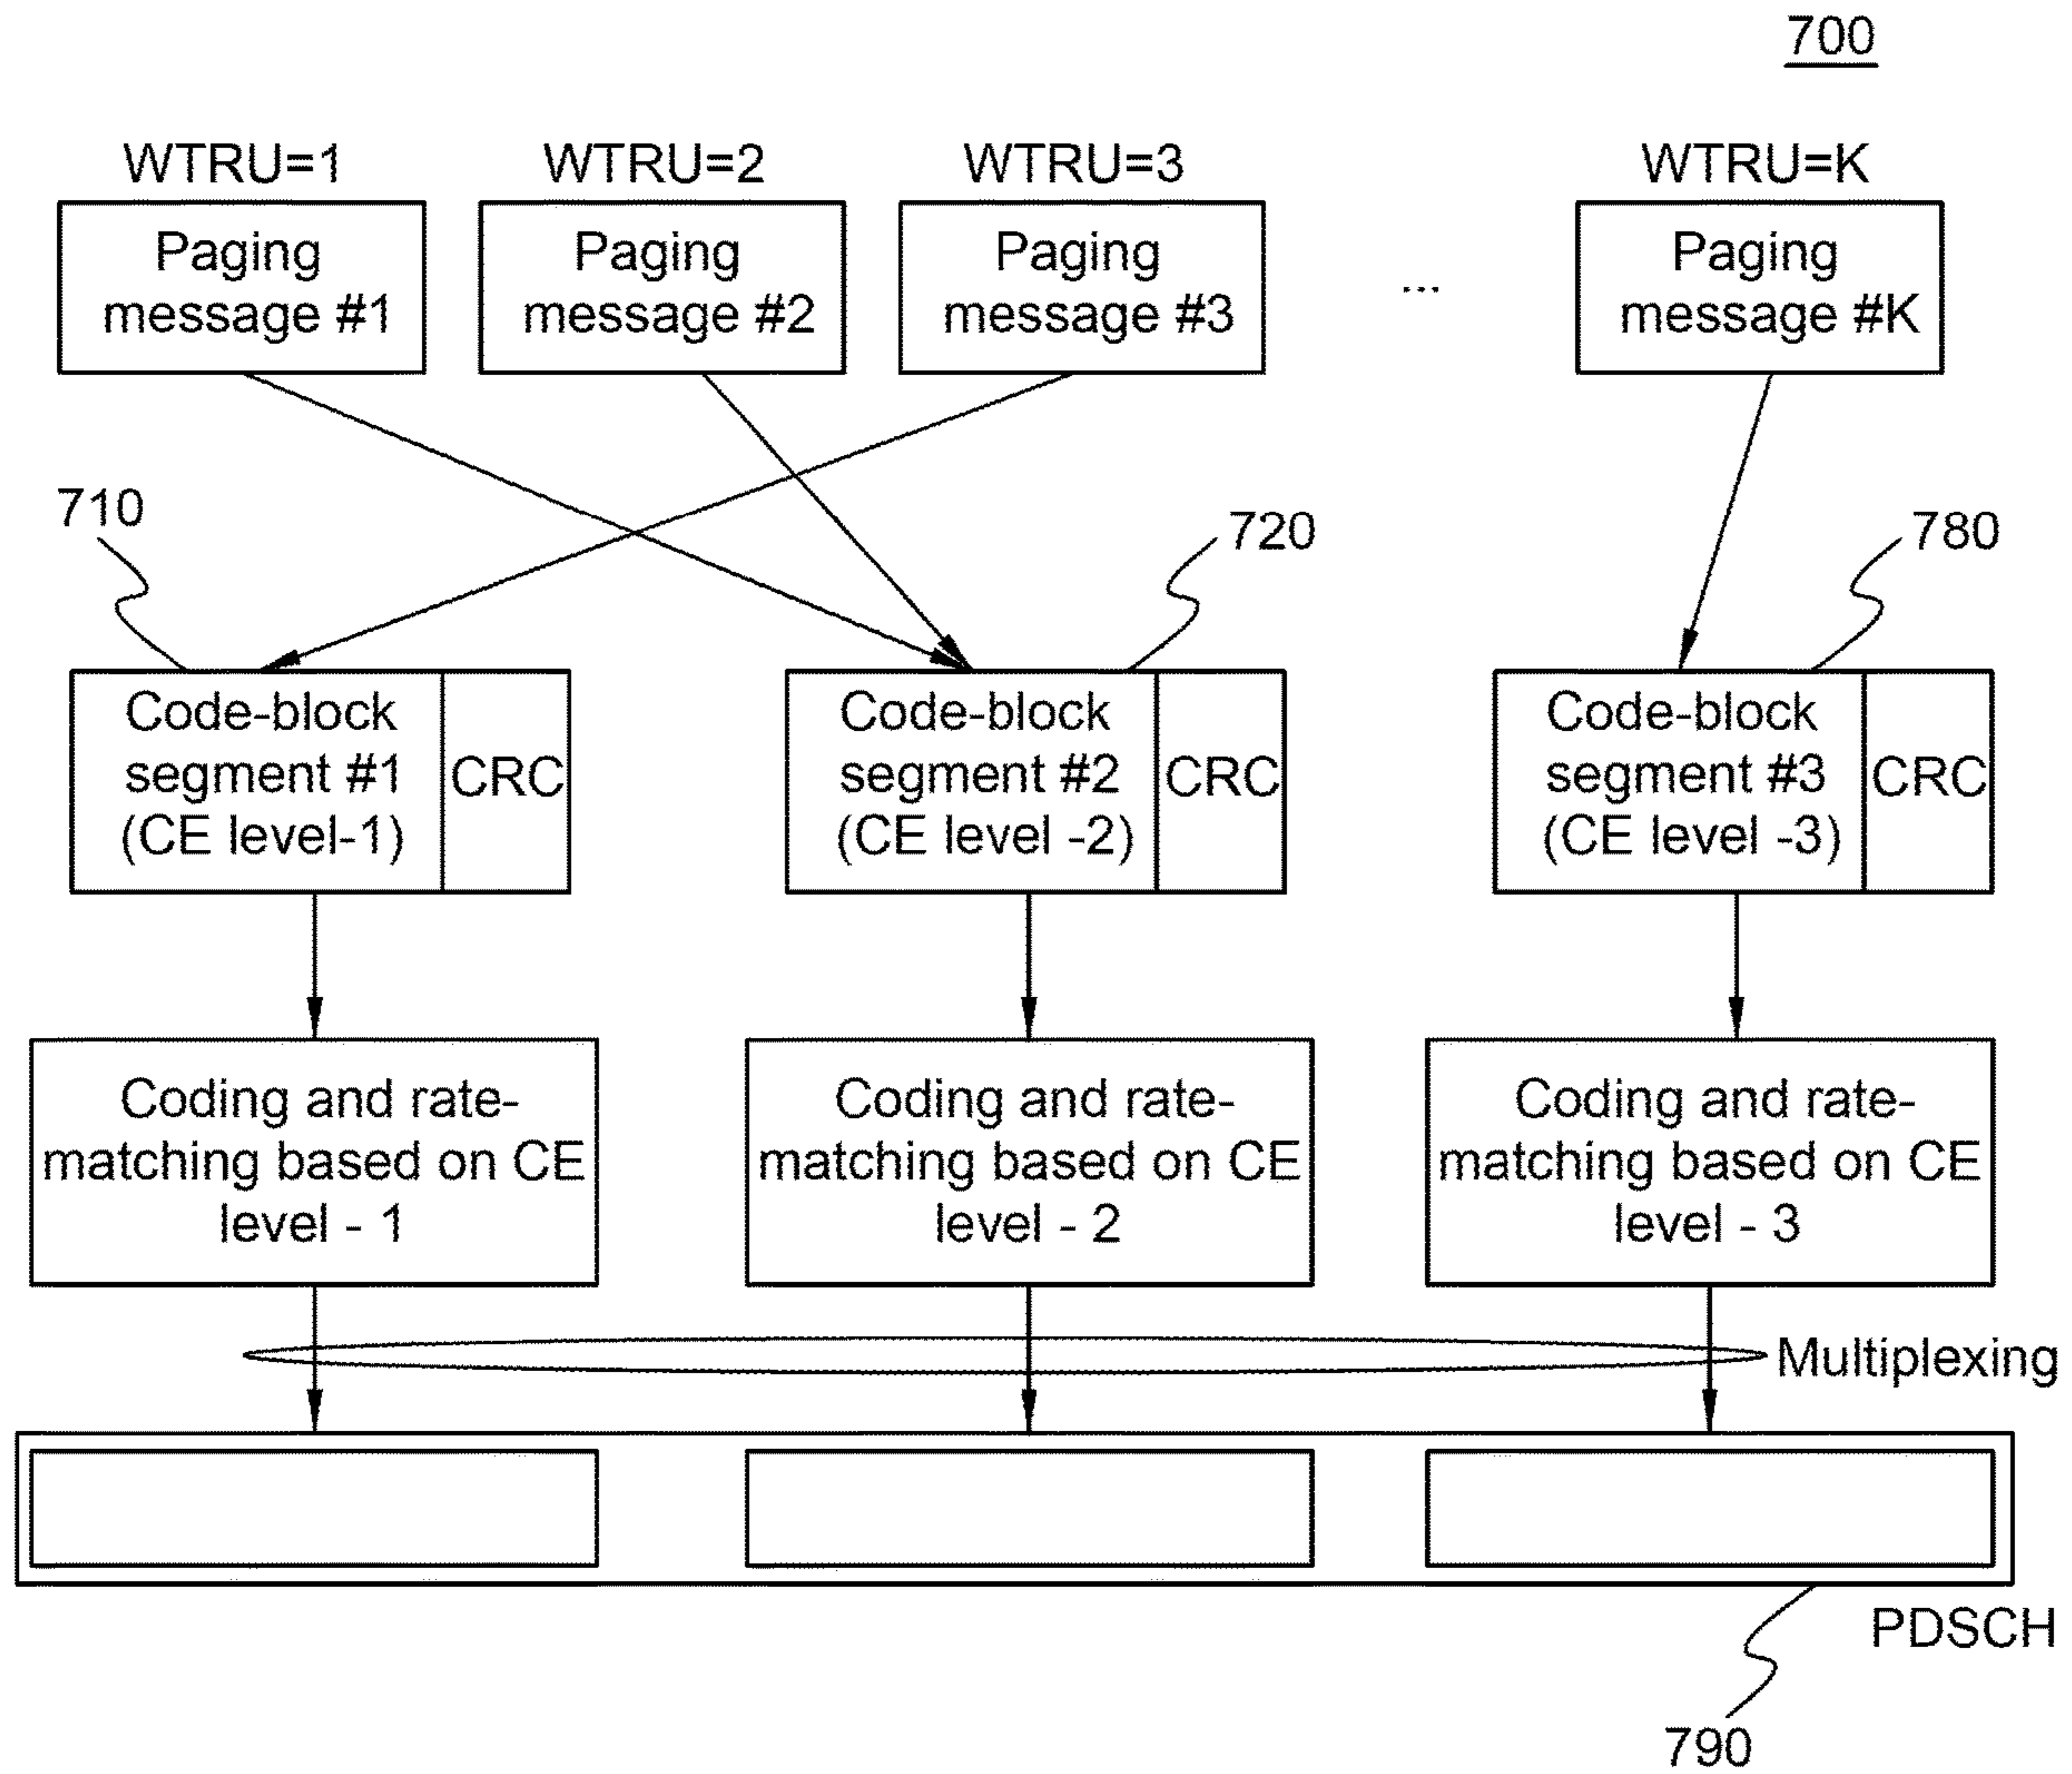 700
WTRU=1
WTRU=2
WTRU=3
WTRU=K
Paging
message #1
Paging
message #2
Paging
message #3
...
Paging
message #K
710
720
780
Code-block
segment #1
(CE level-1)
CRC
Code-block
segment #2
(CE level -2)
CRC
Code-block
segment #3
(CE level -3)
CRC
Coding and rate-
matching based on CE
level - 1
Coding and rate-
matching based on CE
level - 2
Coding and rate-
matching based on CE
level - 3
Multiplexing
PDSCH
790